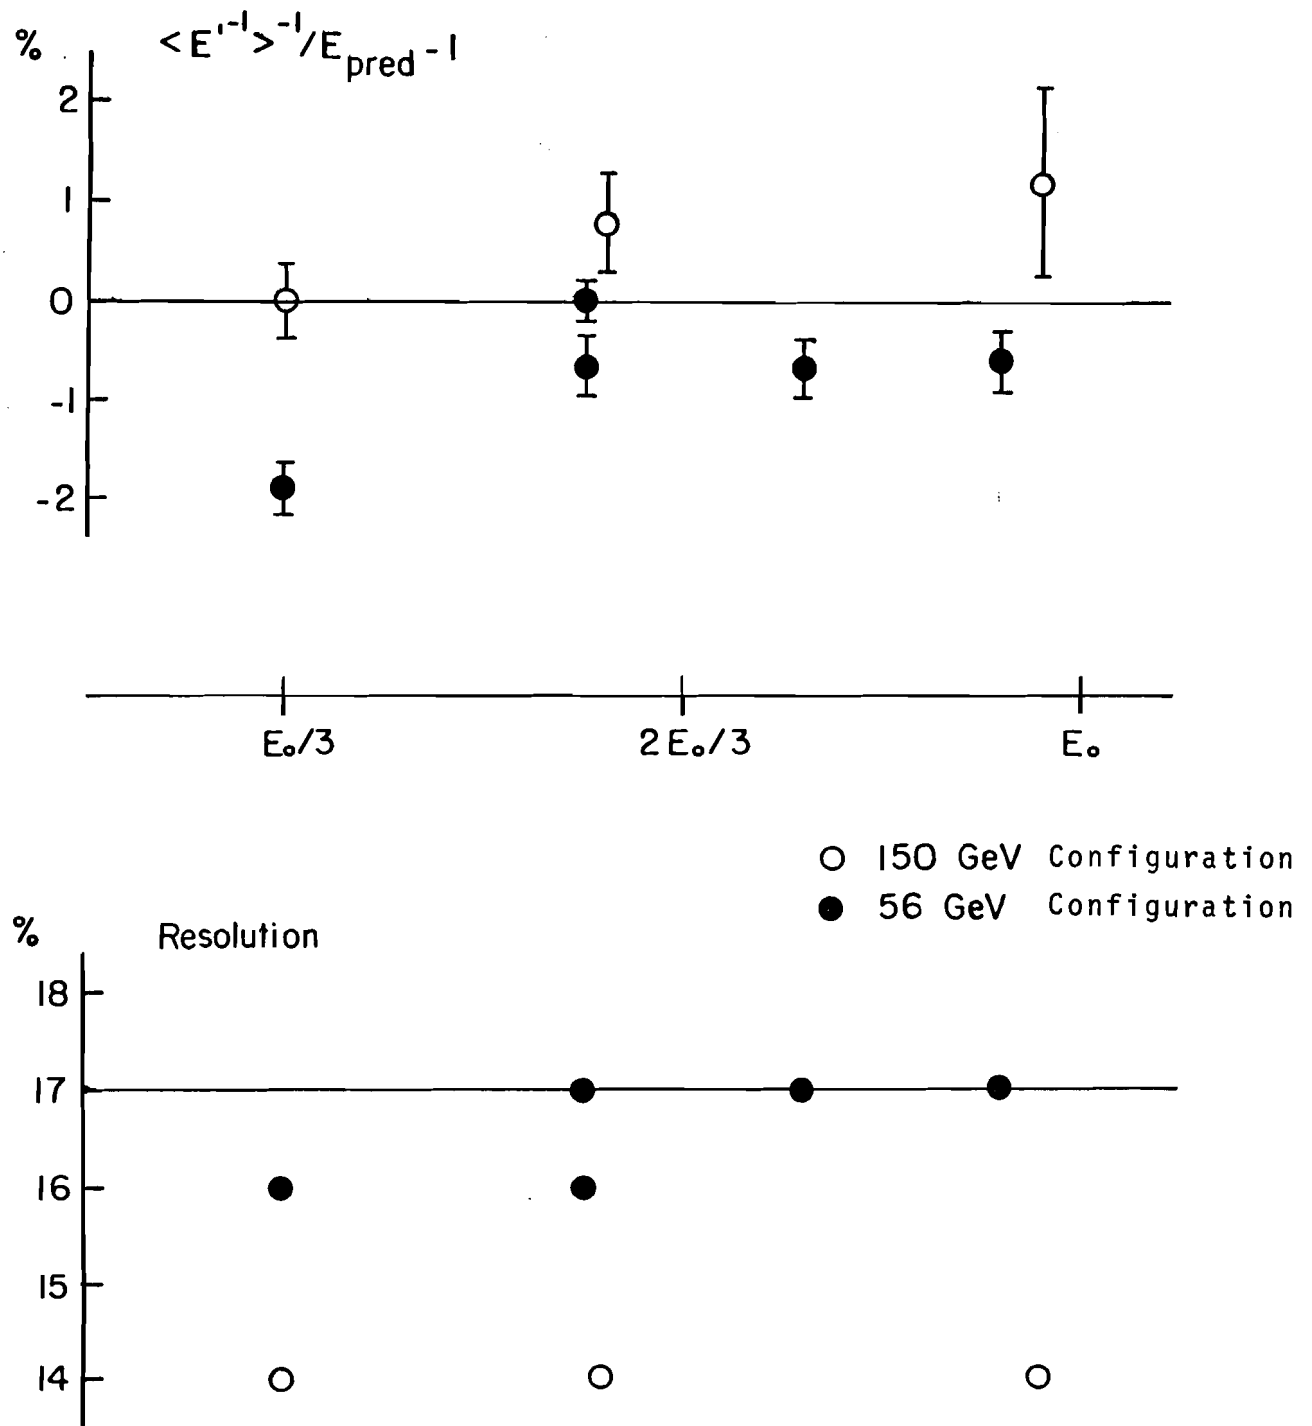 % <E'⁻¹>⁻¹/E_pred - 1
2
1
0
-1
-2
E₀/3 2E₀/3 E₀
○ 150 GeV Configuration
● 56 GeV Configuration
% Resolution
18
17
16
15
14